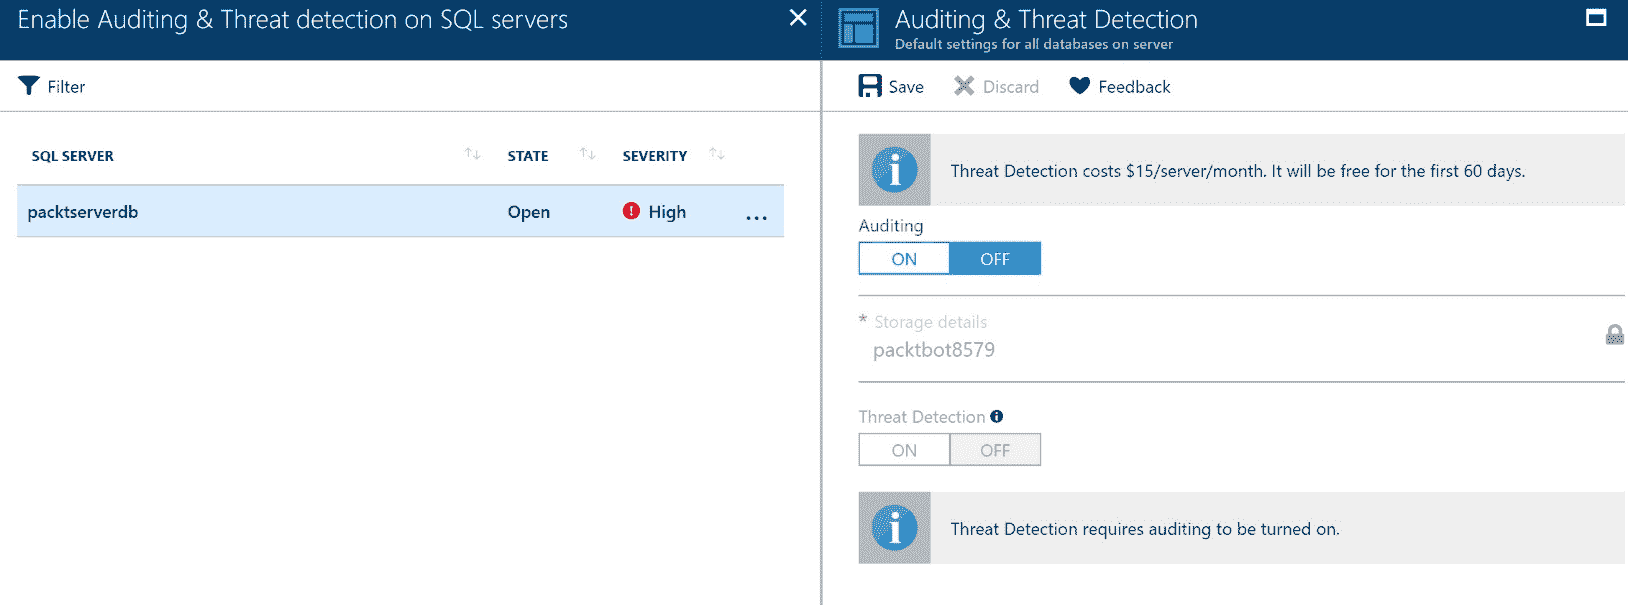 Enable Auditing & Threat detection on SQL servers
Filter
SQL SERVER STATE SEVERITY
packtserverdb Open High ...
Auditing & Threat Detection
Default settings for all databases on server
Save Discard Feedback
Threat Detection costs $15/server/month. It will be free for the first 60 days.
Auditing
ON OFF
* Storage details
packtbot8579
Threat Detection
ON OFF
Threat Detection requires auditing to be turned on.